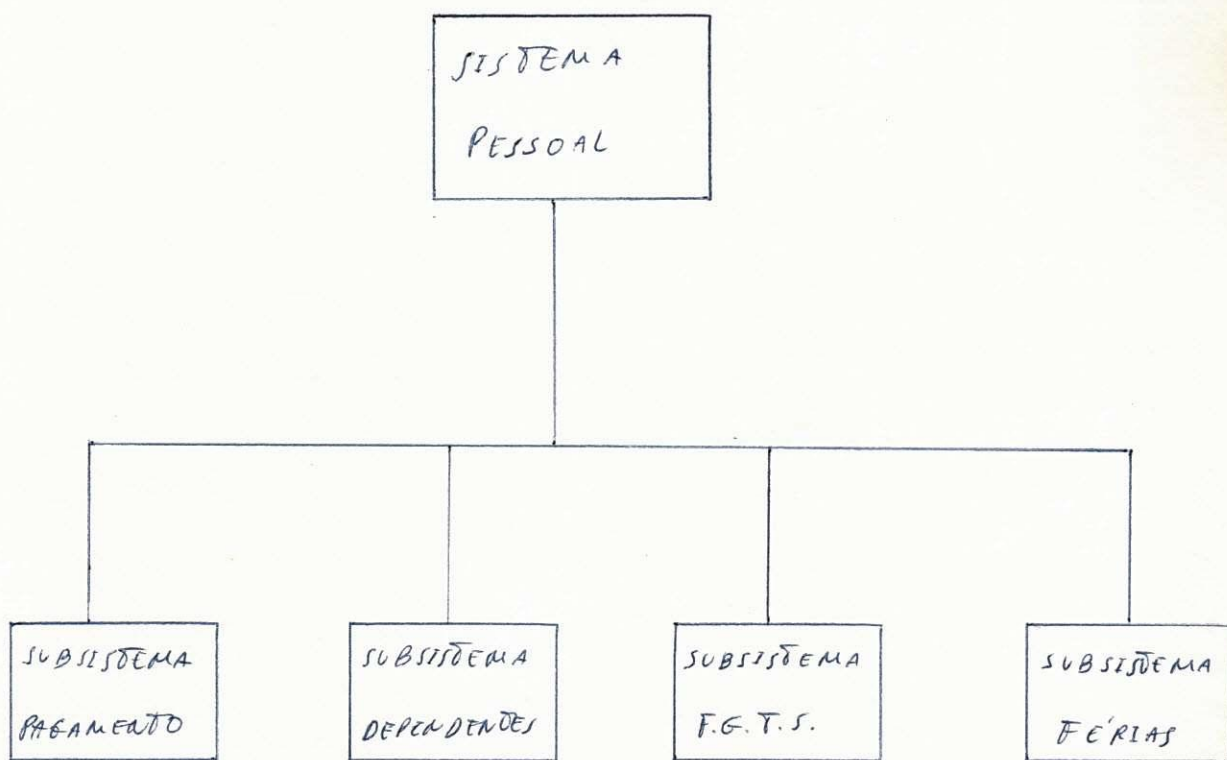 SISTEMA
PESSOAL
SUBSISTEMA
PAGAMENTO
SUBSISTEMA
DEPENDENTES
SUBSISTEMA
F.G.T.S.
SUBSISTEMA
FÉRIAS